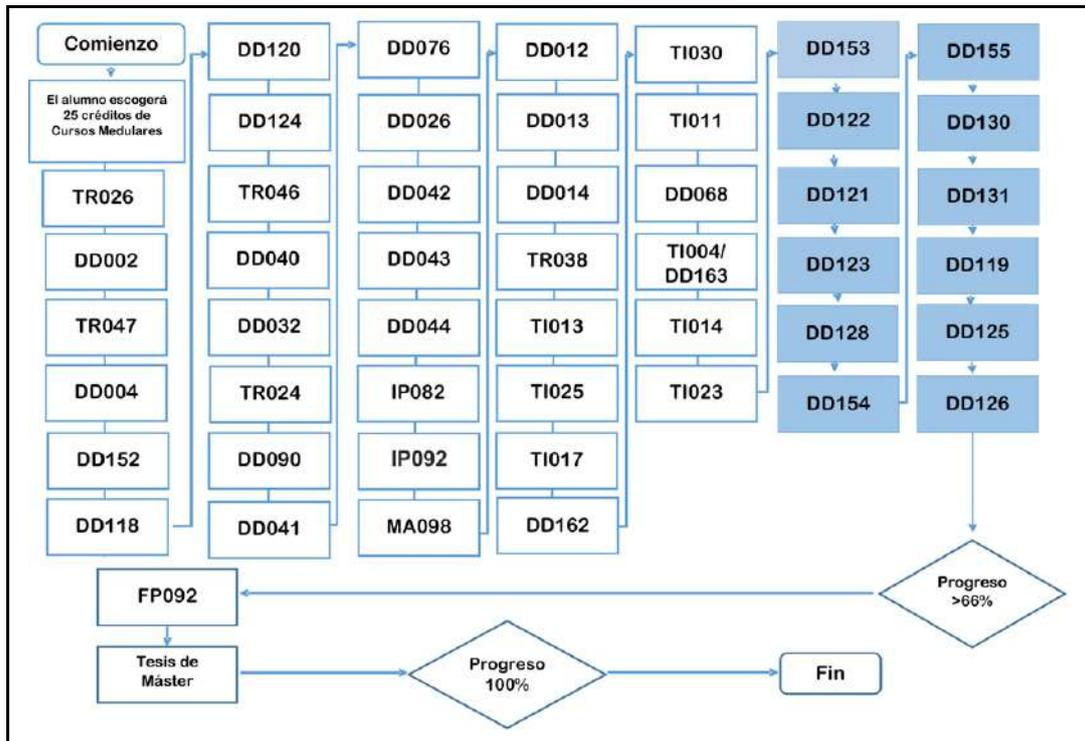 Comienzo
El alumno escogerá
25 créditos de
Cursos Medulares
TR026
DD002
TR047
DD004
DD152
DD118
DD120
DD124
TR046
DD040
DD032
TR024
DD090
DD041
DD076
DD026
DD042
DD043
DD044
IP082
IP092
MA098
DD012
DD013
DD014
TR038
TI013
TI025
TI017
DD162
TI030
TI011
DD068
TI004/
DD163
TI014
TI023
DD153
DD122
DD121
DD123
DD128
DD154
DD155
DD130
DD131
DD119
DD125
DD126
Progreso
>66%
FP092
Tesis de
Máster
Progreso
100%
Fin